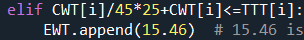 elif CWT[i]/45*25+CWT[i]<=TTT[i]:
EWT.append(15.46) # 15.46 is